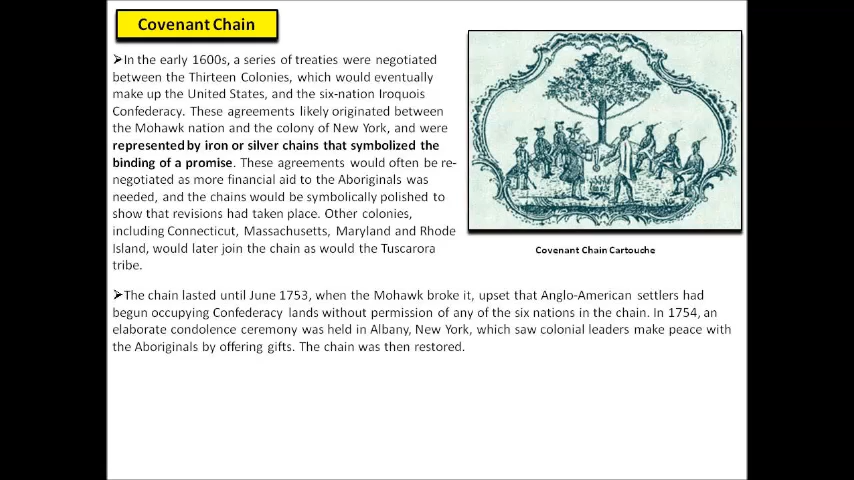 Covenant Chain
➢In the early 1600s, a series of treaties were negotiated
between the Thirteen Colonies, which would eventually
make up the United States, and the six-nation Iroquois
Confederacy. These agreements likely originated between
the Mohawk nation and the colony of New York, and were
represented by iron or silver chains that symbolized the
binding of a promise. These agreements would often be re-
negotiated as more financial aid to the Aboriginals was
needed, and the chains would be symbolically polished to
show that revisions had taken place. Other colonies,
including Connecticut, Massachusetts, Maryland and Rhode
Island, would later join the chain as would the Tuscarora
tribe.
Covenant Chain Cartouche
➢The chain lasted until June 1753, when the Mohawk broke it, upset that Anglo-American settlers had
begun occupying Confederacy lands without permission of any of the six nations in the chain. In 1754, an
elaborate condolence ceremony was held in Albany, New York, which saw colonial leaders make peace with
the Aboriginals by offering gifts. The chain was then restored.